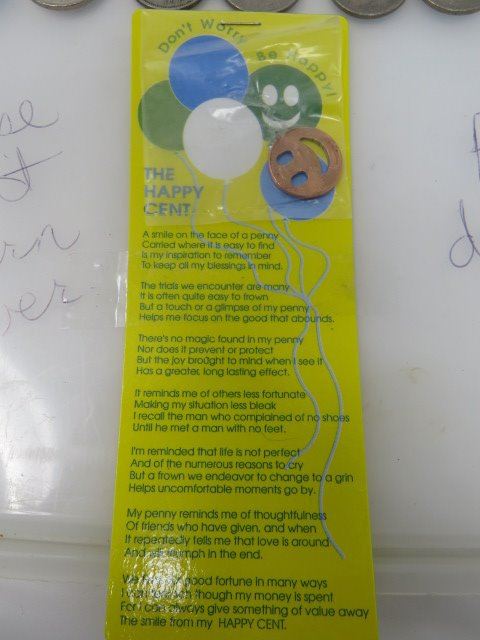 Don't Worry Be Happy!
THE
HAPPY
CENT
A smile on the face of a penny
Carried where it is easy to find
Is my inspiration to remember
To keep all my blessings in mind.
The trials we encounter are many
It is often quite easy to frown
But a touch or a glimpse of my penny
Helps me focus on the good that abounds.
There's no magic found in my penny
Nor does it prevent or protect
But the joy brought to mind when I see it
Has a greater, long lasting effect.
It reminds me of others less fortunate
Making my situation less bleak
I recall the man who complained of no shoes
Until he met a man with no feet.
I'm reminded that life is not perfect
And of the numerous reasons to cry
But a frown we endeavor to change to a grin
Helps uncomfortable moments go by.
My penny reminds me of thoughtfulness
Of friends who have given, and when
It repeatedly tells me that love is around
And will triumph in the end.
We have good fortune in many ways
I can though my money is spent
For I can always give something of value away
The smile from my HAPPY CENT.